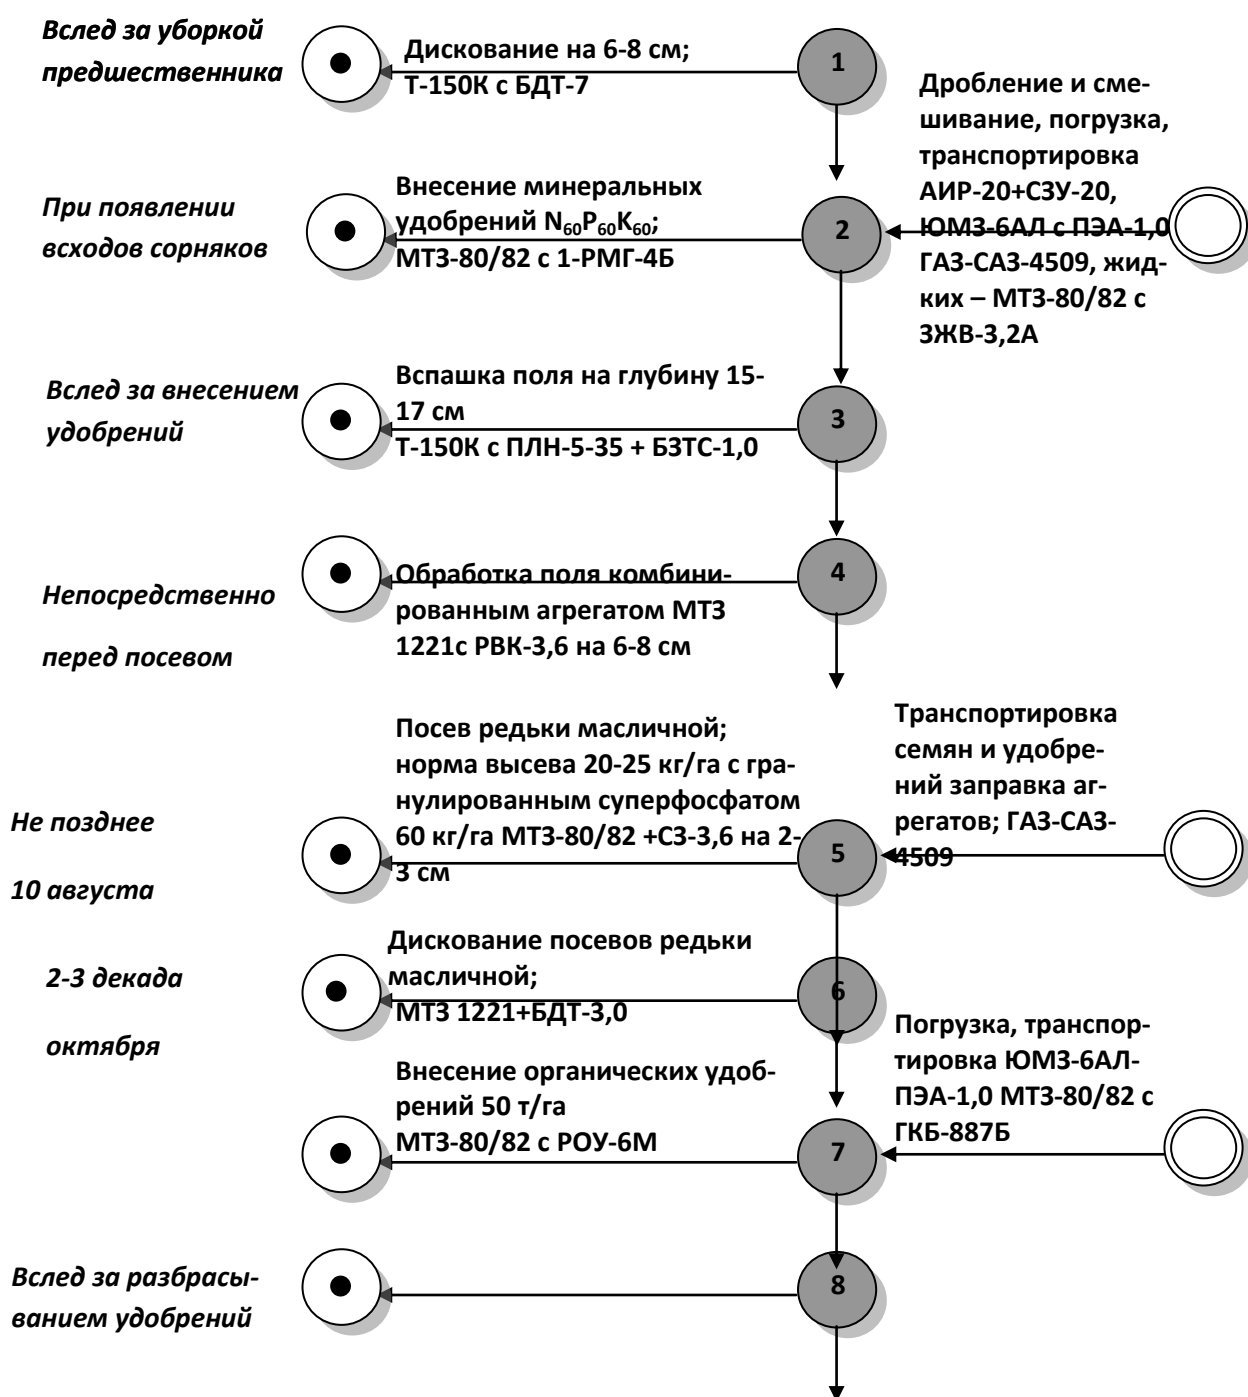 Вслед за уборкой
предшественника
Дискование на 6-8 см;
Т-150К с БДТ-7
1
Дробление и сме-
шивание, погрузка,
транспортировка
АИР-20+СЗУ-20,
ЮМЗ-6АЛ с ПЭА-1,0
ГАЗ-САЗ-4509, жид-
ких – МТЗ-80/82 с
ЗЖВ-3,2А
При появлении
всходов сорняков
Внесение минеральных
удобрений N₆₀P₆₀K₆₀;
МТЗ-80/82 с 1-РМГ-4Б
2
Вслед за внесением
удобрений
Вспашка поля на глубину 15-
17 см
Т-150К с ПЛН-5-35 + БЗТС-1,0
3
Непосредственно
перед посевом
Обработка поля комбини-
рованным агрегатом МТЗ
1221с РВК-3,6 на 6-8 см
4
Не позднее
10 августа
Посев редьки масличной;
норма высева 20-25 кг/га с гра-
нулированным суперфосфатом
60 кг/га МТЗ-80/82 +СЗ-3,6 на 2-
3 см
5
Транспортировка
семян и удобре-
ний заправка аг-
регатов; ГАЗ-САЗ-
4509
2-3 декада
октября
Дискование посевов редьки
масличной;
МТЗ 1221+БДТ-3,0
6
Внесение органических удоб-
рений 50 т/га
МТЗ-80/82 с РОУ-6М
7
Погрузка, транспор-
тировка ЮМЗ-6АЛ-
ПЭА-1,0 МТЗ-80/82 с
ГКБ-887Б
Вслед за разбрасы-
ванием удобрений
8